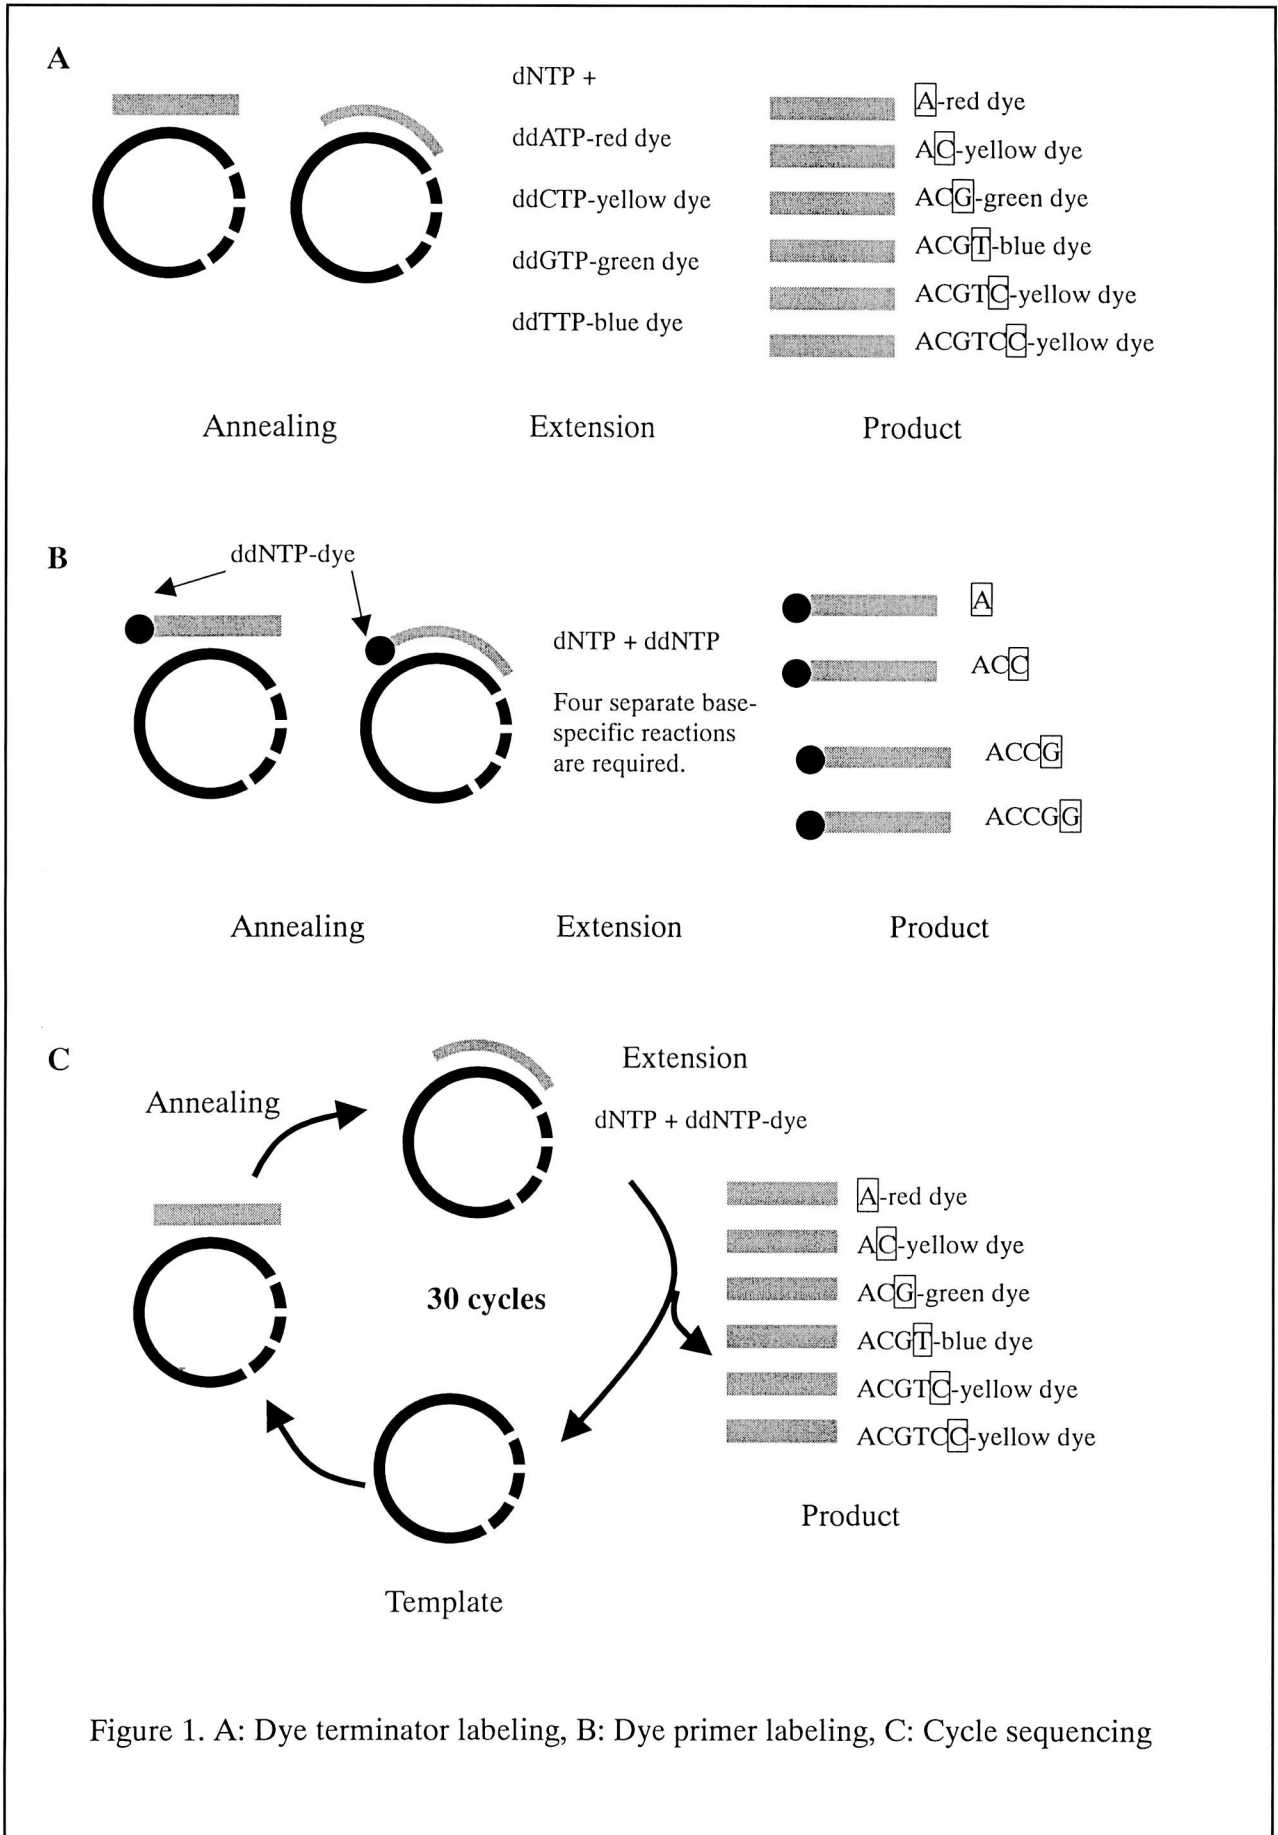 A
dNTP +
ddATP-red dye
ddCTP-yellow dye
ddGTP-green dye
ddTTP-blue dye
A-red dye
AC-yellow dye
ACG-green dye
ACGT-blue dye
ACGTC-yellow dye
ACGTCC-yellow dye
Annealing
Extension
Product
B
ddNTP-dye
dNTP + ddNTP
Four separate base-
specific reactions
are required.
A
ACC
ACCG
ACCGG
Annealing
Extension
Product
C
Annealing
Extension
dNTP + ddNTP-dye
30 cycles
A-red dye
AC-yellow dye
ACG-green dye
ACGT-blue dye
ACGTC-yellow dye
ACGTCC-yellow dye
Product
Template
Figure 1. A: Dye terminator labeling, B: Dye primer labeling, C: Cycle sequencing